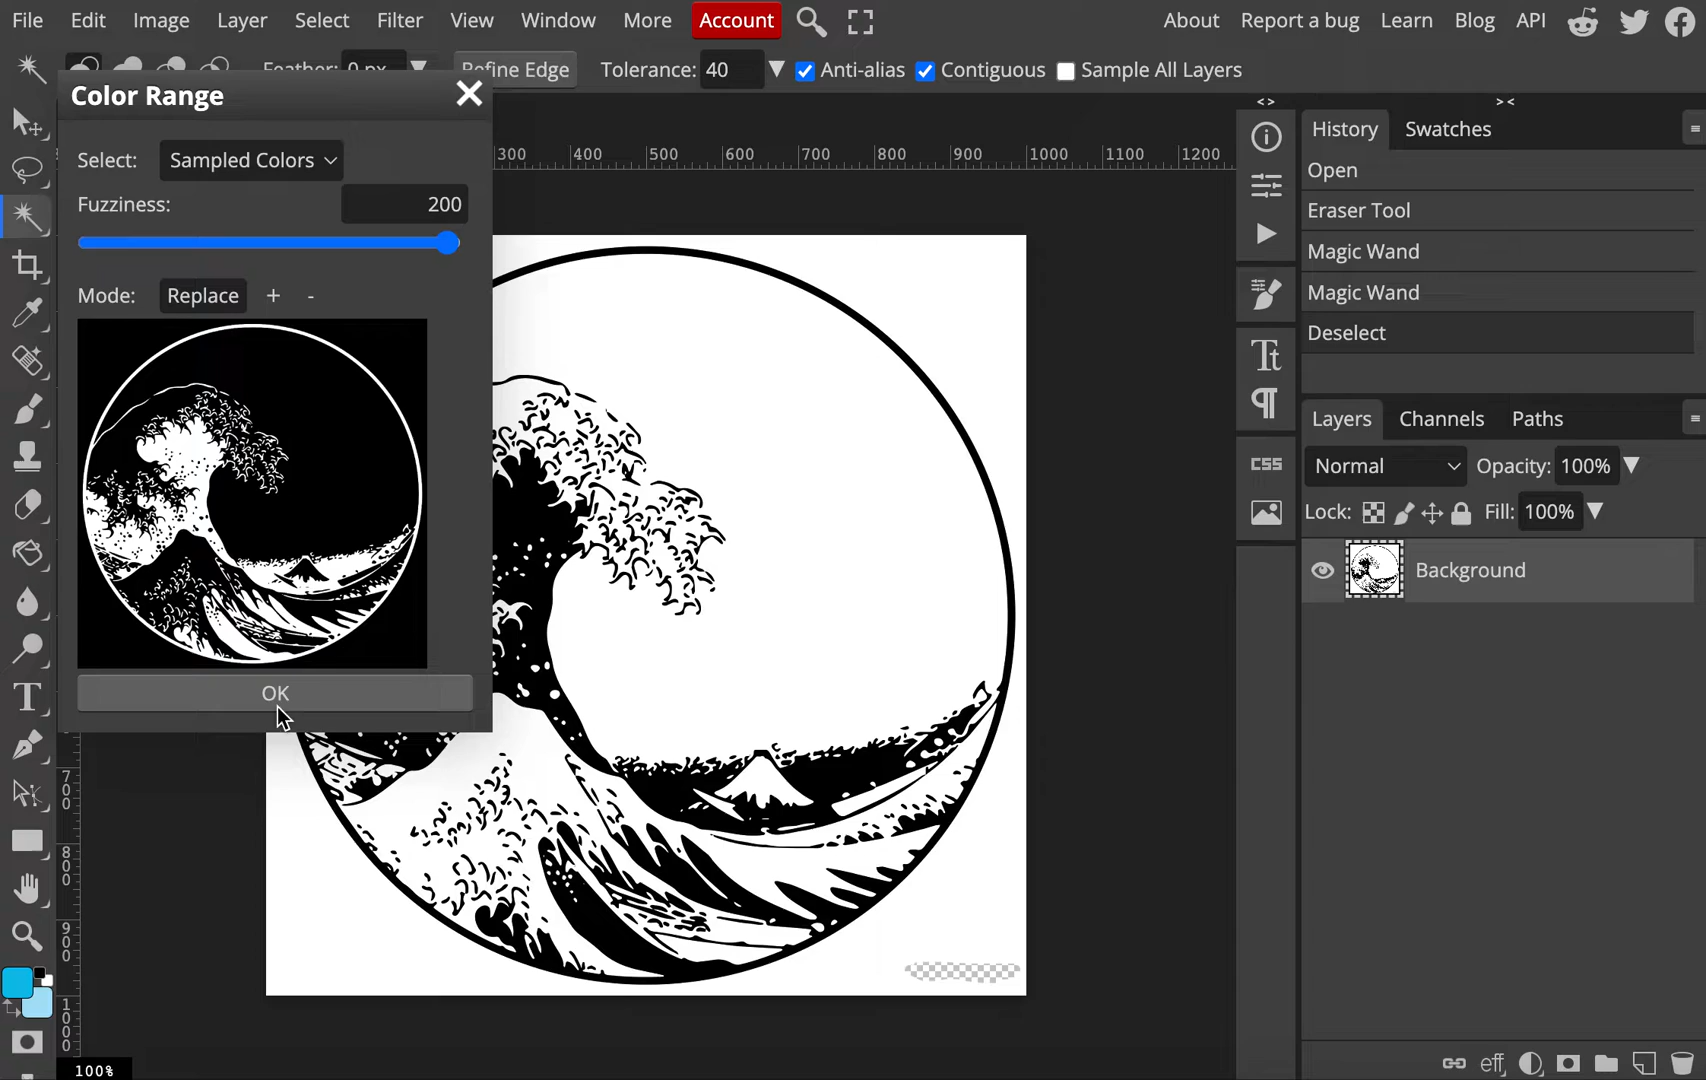 File Edit Image Layer Select Filter View Window More Account About Report a bug Learn Blog API
Feather: 0 px Refine Edge Tolerance: 40 Anti-alias Contiguous Sample All Layers
Color Range
Select: Sampled Colors
Fuzziness: 200
Mode: Replace + -
OK
300 400 500 600 700 800 900 1000 1100 1200
700
800
900
1000
100%
History Swatches
Open
Eraser Tool
Magic Wand
Magic Wand
Deselect
CSS
Layers Channels Paths
Normal Opacity: 100%
Lock: Fill: 100%
Background
eff